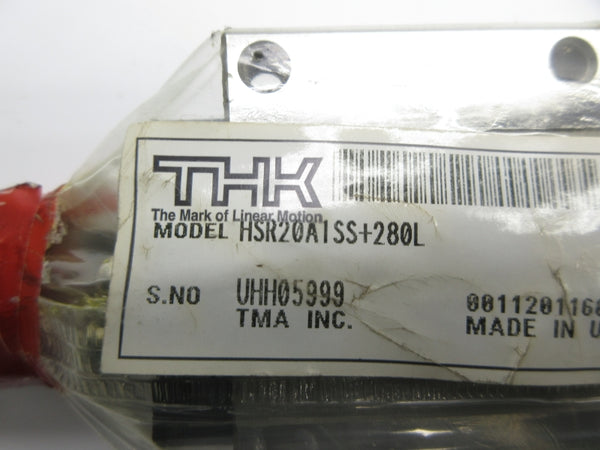 THK
The Mark of Linear Motion
MODEL HSR20A1SS+280L
S.NO UHH05999
TMA INC.
MADE IN